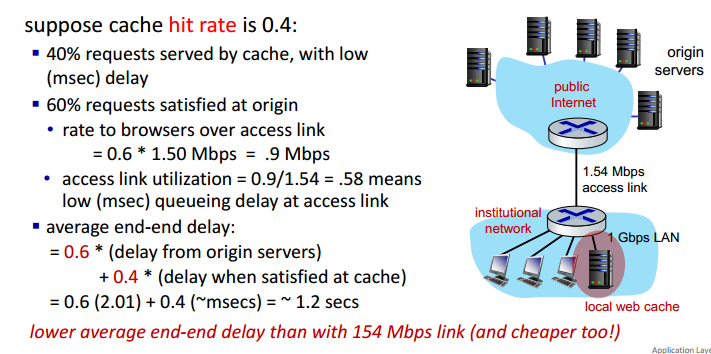 suppose cache hit rate is 0.4:
▪ 40% requests served by cache, with low
(msec) delay
▪ 60% requests satisfied at origin
• rate to browsers over access link
= 0.6 * 1.50 Mbps = .9 Mbps
• access link utilization = 0.9/1.54 = .58 means
low (msec) queueing delay at access link
▪ average end-end delay:
= 0.6 * (delay from origin servers)
+ 0.4 * (delay when satisfied at cache)
= 0.6 (2.01) + 0.4 (~msecs) = ~ 1.2 secs
origin
servers
public
Internet
1.54 Mbps
access link
institutional
network
1 Gbps LAN
local web cache
lower average end-end delay than with 154 Mbps link (and cheaper too!)